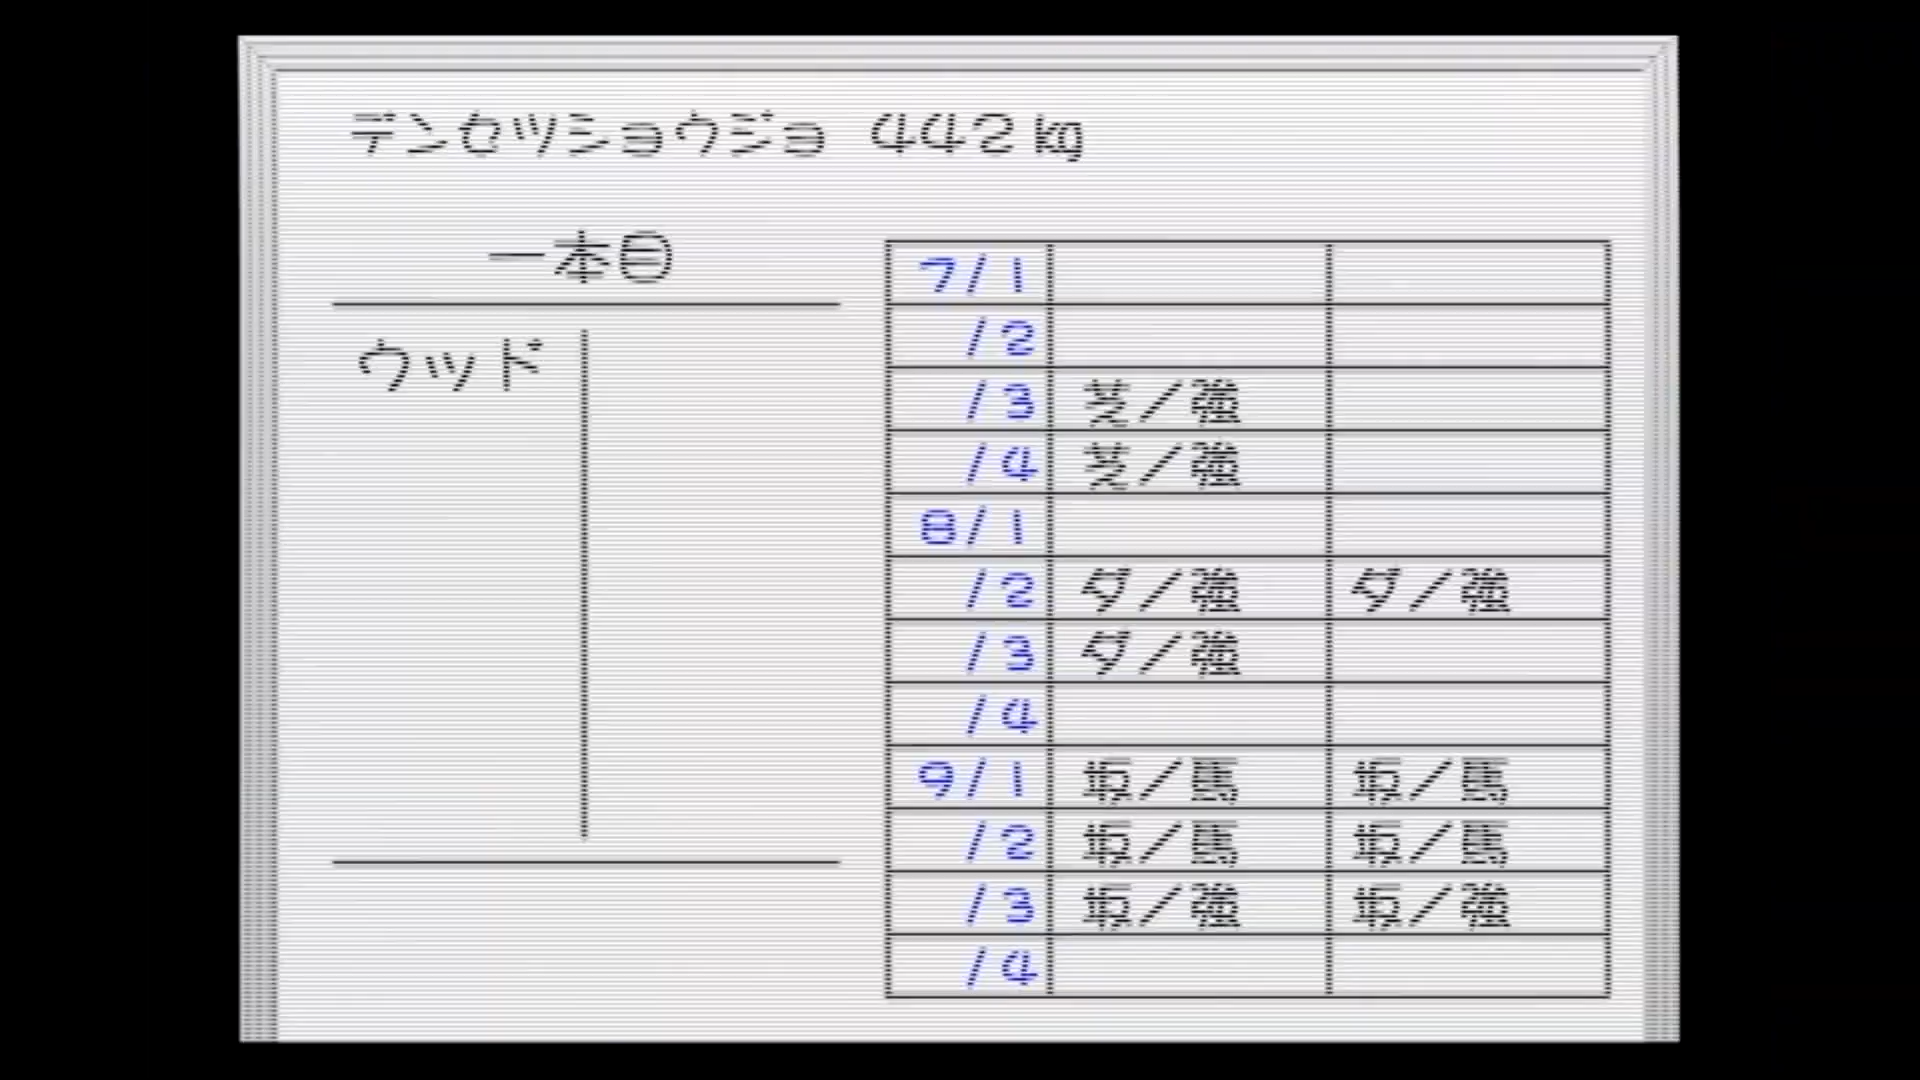 デンセツショウジョ 442kg
一本目
ウッド
7/1
/2
/3 芝／強
/4 芝／強
8/1
/2 ダ／強 ダ／強
/3 ダ／強
/4
9/1 坂／馬 坂／馬
/2 坂／馬 坂／馬
/3 坂／強 坂／強
/4